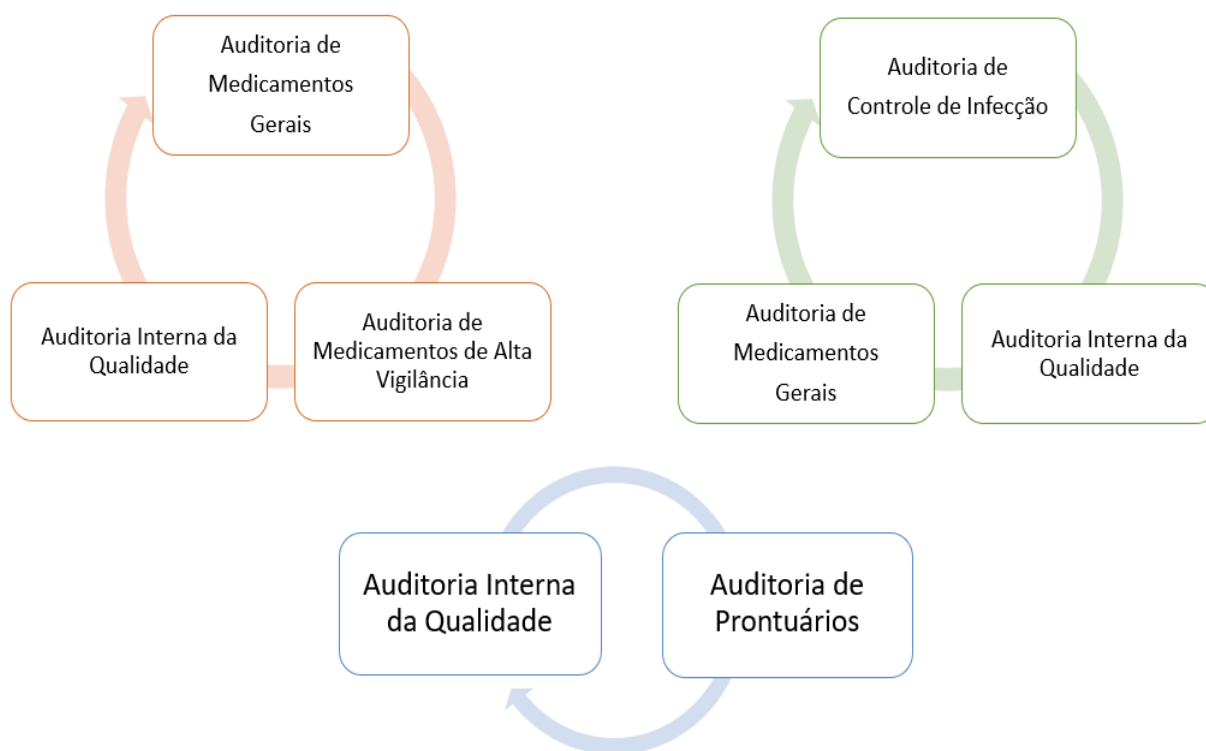 Auditoria de
Medicamentos
Gerais
Auditoria Interna da
Qualidade
Auditoria de
Medicamentos de Alta
Vigilância
Auditoria de
Controle de Infecção
Auditoria de
Medicamentos
Gerais
Auditoria Interna da
Qualidade
Auditoria Interna
da Qualidade
Auditoria de
Prontuários